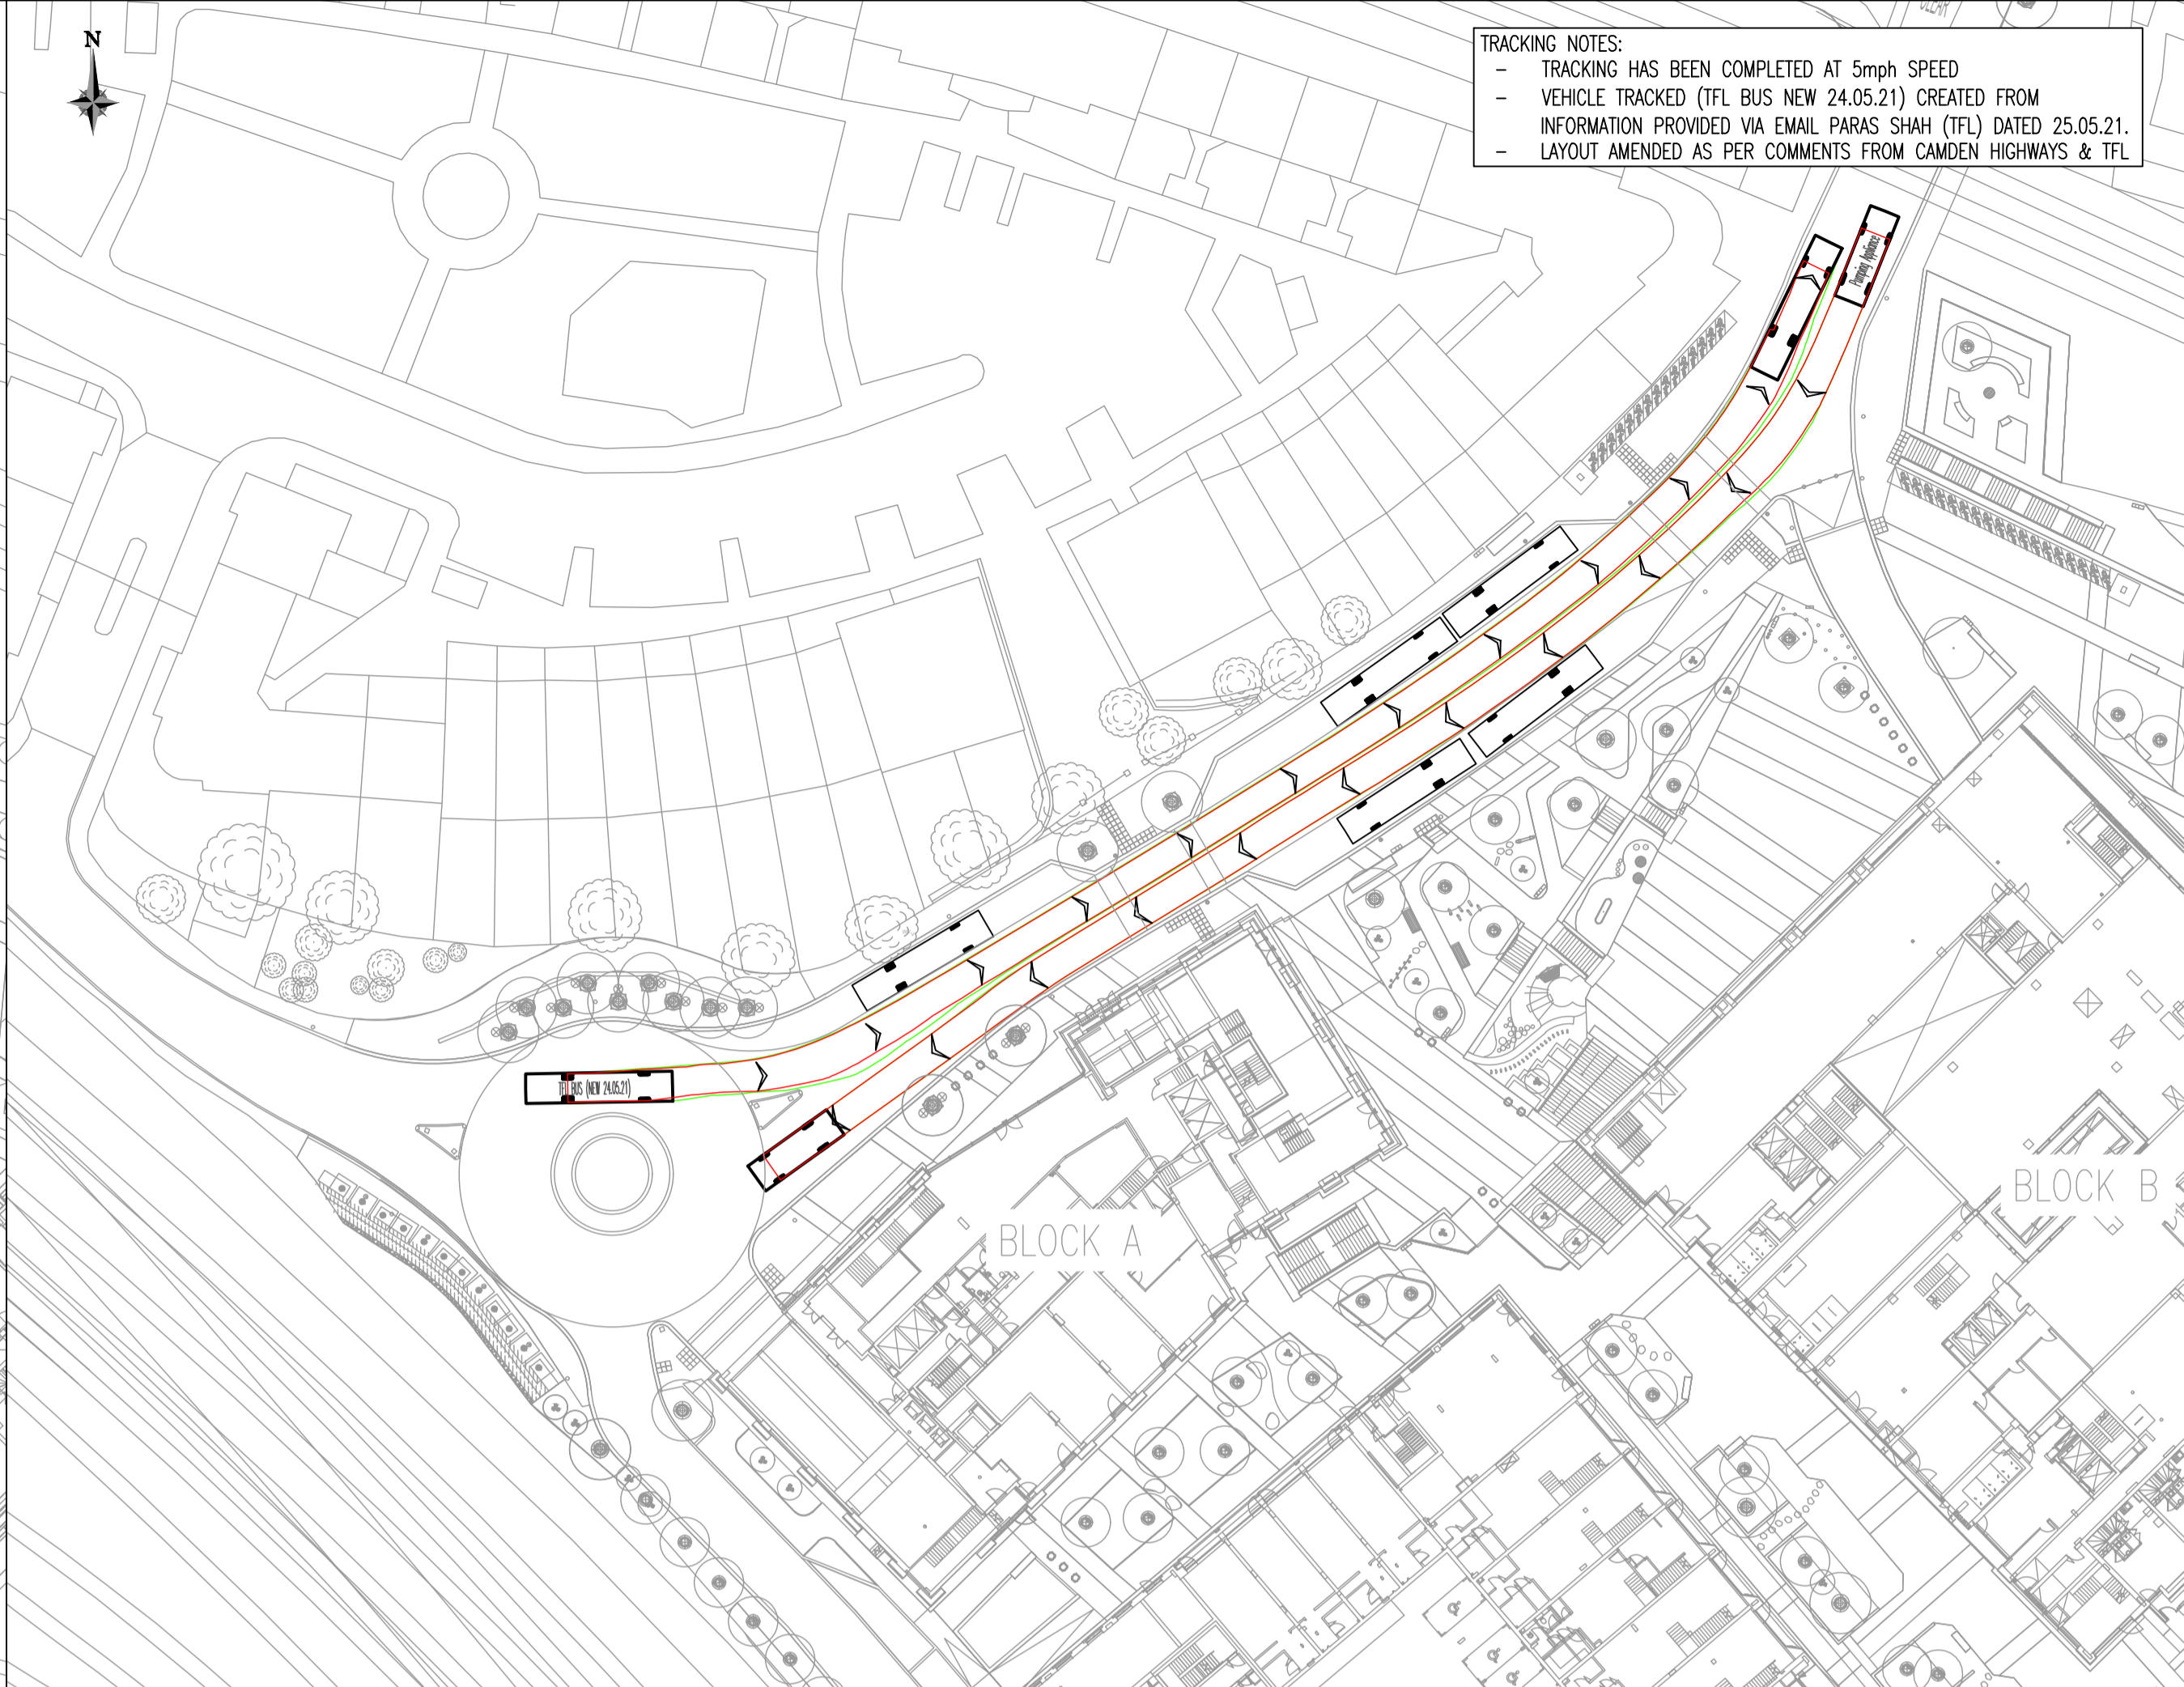 N
TRACKING NOTES:
- TRACKING HAS BEEN COMPLETED AT 5mph SPEED
- VEHICLE TRACKED (TFL BUS NEW 24.05.21) CREATED FROM
INFORMATION PROVIDED VIA EMAIL PARAS SHAH (TFL) DATED 25.05.21.
- LAYOUT AMENDED AS PER COMMENTS FROM CAMDEN HIGHWAYS & TFL
Pumping Appliance
TFL BUS (NEW 24.05.21)
BLOCK B
BLOCK A